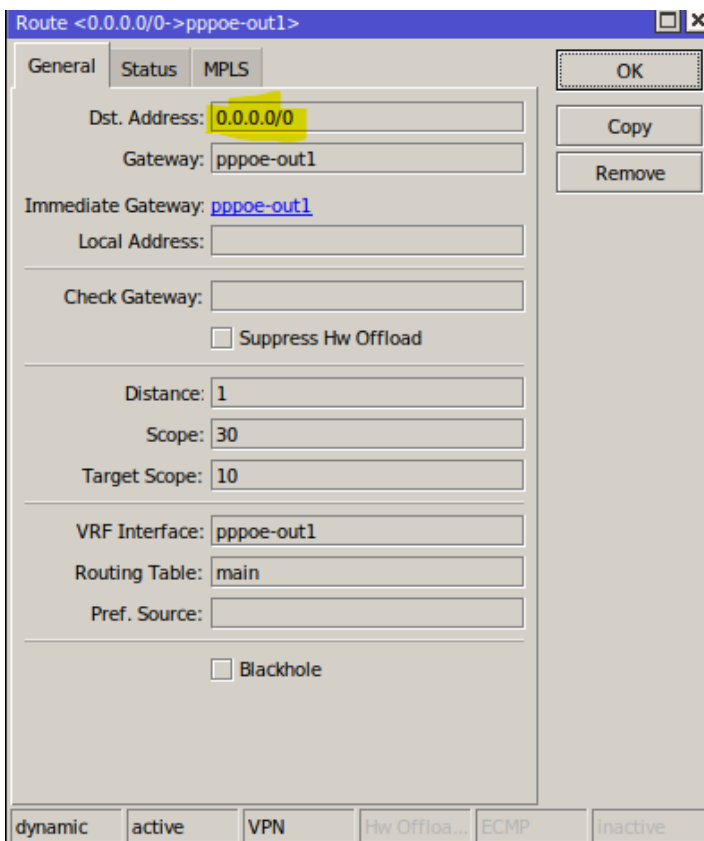 Route <0.0.0.0/0->pppoe-out1>
General Status MPLS
OK
Copy
Remove
Dst. Address: 0.0.0.0/0
Gateway: pppoe-out1
Immediate Gateway: pppoe-out1
Local Address:
Check Gateway:
Suppress Hw Offload
Distance: 1
Scope: 30
Target Scope: 10
VRF Interface: pppoe-out1
Routing Table: main
Pref. Source:
Blackhole
dynamic active VPN Hw Offloa... ECMP inactive